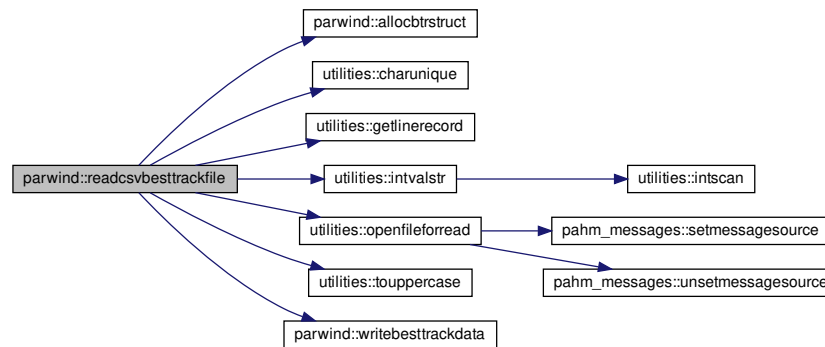 parwind::allocbtrstruct
utilities::charunique
utilities::getlinerecord
parwind::readcsvbesttrackfile
utilities::intvalstr
utilities::intscan
utilities::openfileforread
pahm_messages::setmessagesource
utilities::touppercase
pahm_messages::unsetmessagesource
parwind::writebesttrackdata